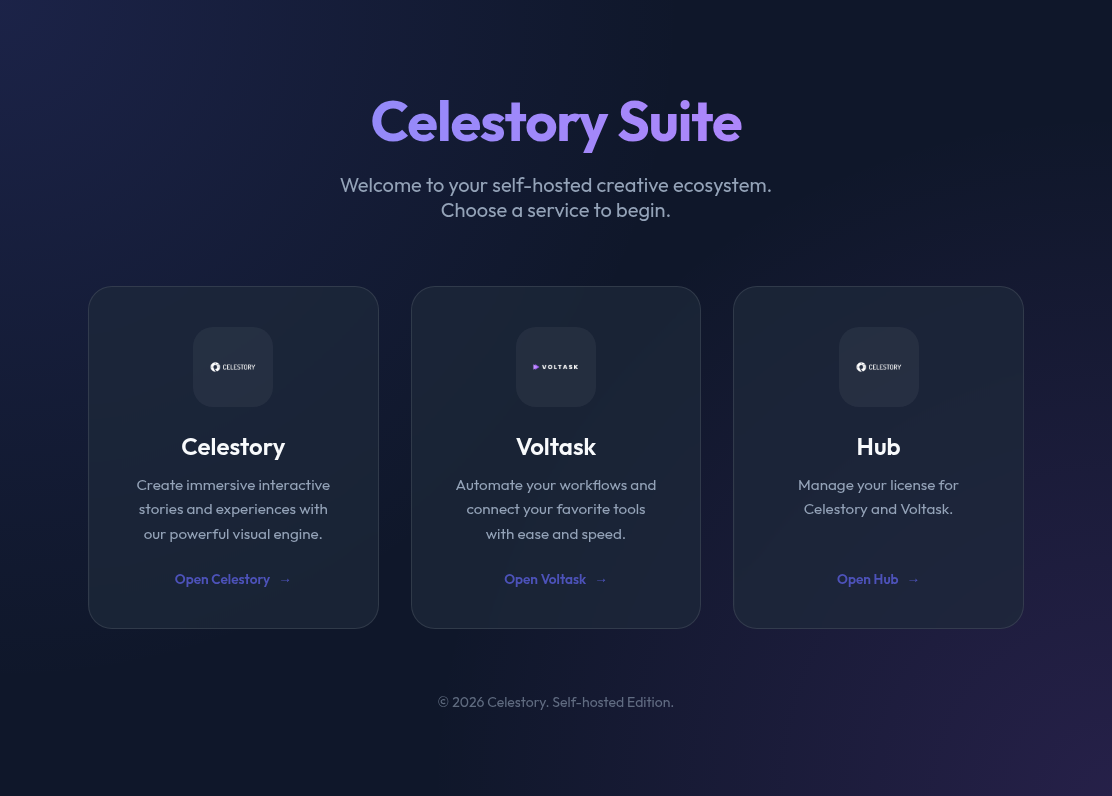 Celestory Suite
Welcome to your self-hosted creative ecosystem.
Choose a service to begin.
CELESTORY
VOLTASK
CELESTORY
Celestory
Voltask
Hub
Create immersive interactive
stories and experiences with
our powerful visual engine.
Automate your workflows and
connect your favorite tools
with ease and speed.
Manage your license for
Celestory and Voltask.
Open Celestory →
Open Voltask →
Open Hub →
© 2026 Celestory. Self-hosted Edition.